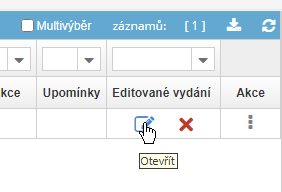 Multivýběr záznamů: [ 1 ]
kce Upomínky Editované vydání Akce
Otevřít